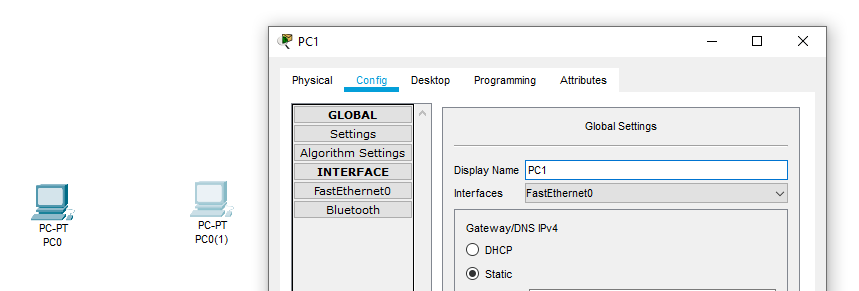 PC1
Physical Config Desktop Programming Attributes
GLOBAL
Settings
Algorithm Settings
INTERFACE
FastEthernet0
Bluetooth
Global Settings
Display Name PC1
Interfaces FastEthernet0
Gateway/DNS IPv4
DHCP
Static
PC-PT
PC0
PC-PT
PC0(1)